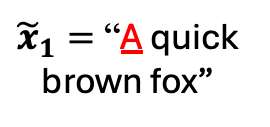 x̃₁ = “A quick
brown fox”